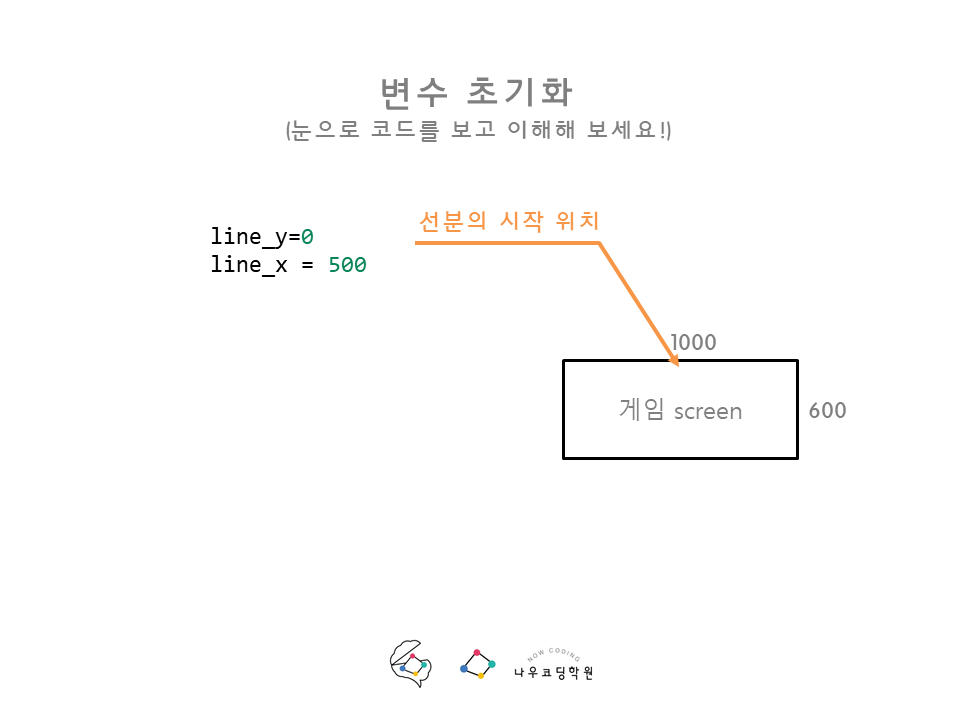 변수 초기화
(눈으로 코드를 보고 이해해 보세요!)
선분의 시작 위치
line_y=0
line_x = 500
1000
게임 screen
600
NOW CODING
나우코딩학원